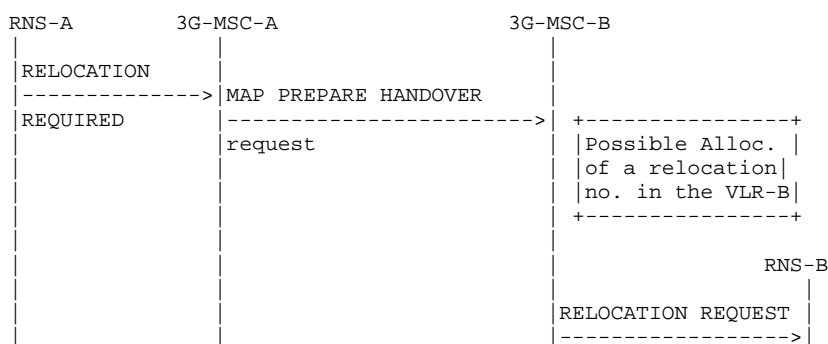 RNS-A 3G-MSC-A 3G-MSC-B
RELOCATION
MAP PREPARE HANDOVER
REQUIRED
request
Possible Alloc.
of a relocation
no. in the VLR-B
RNS-B
RELOCATION REQUEST